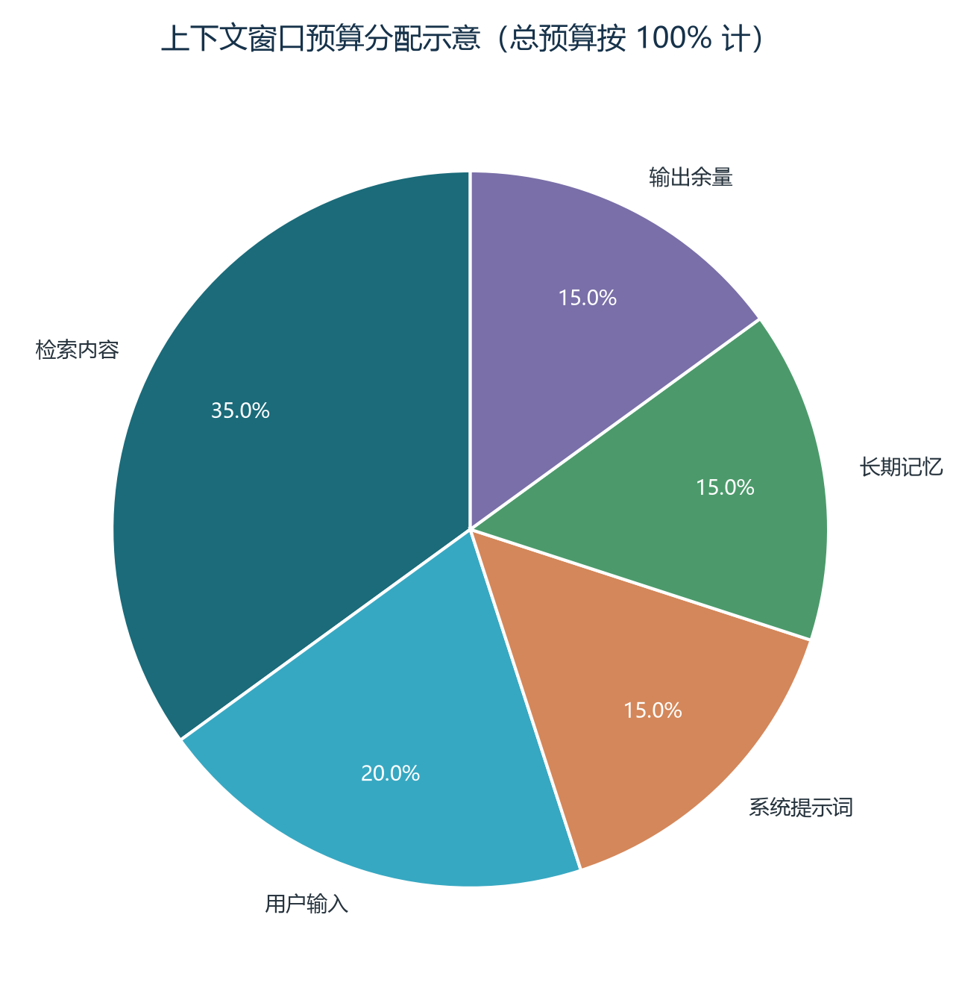 上下文窗口预算分配示意（总预算按 100% 计）
输出余量
15.0%
检索内容
35.0%
长期记忆
15.0%
15.0%
系统提示词
20.0%
用户输入